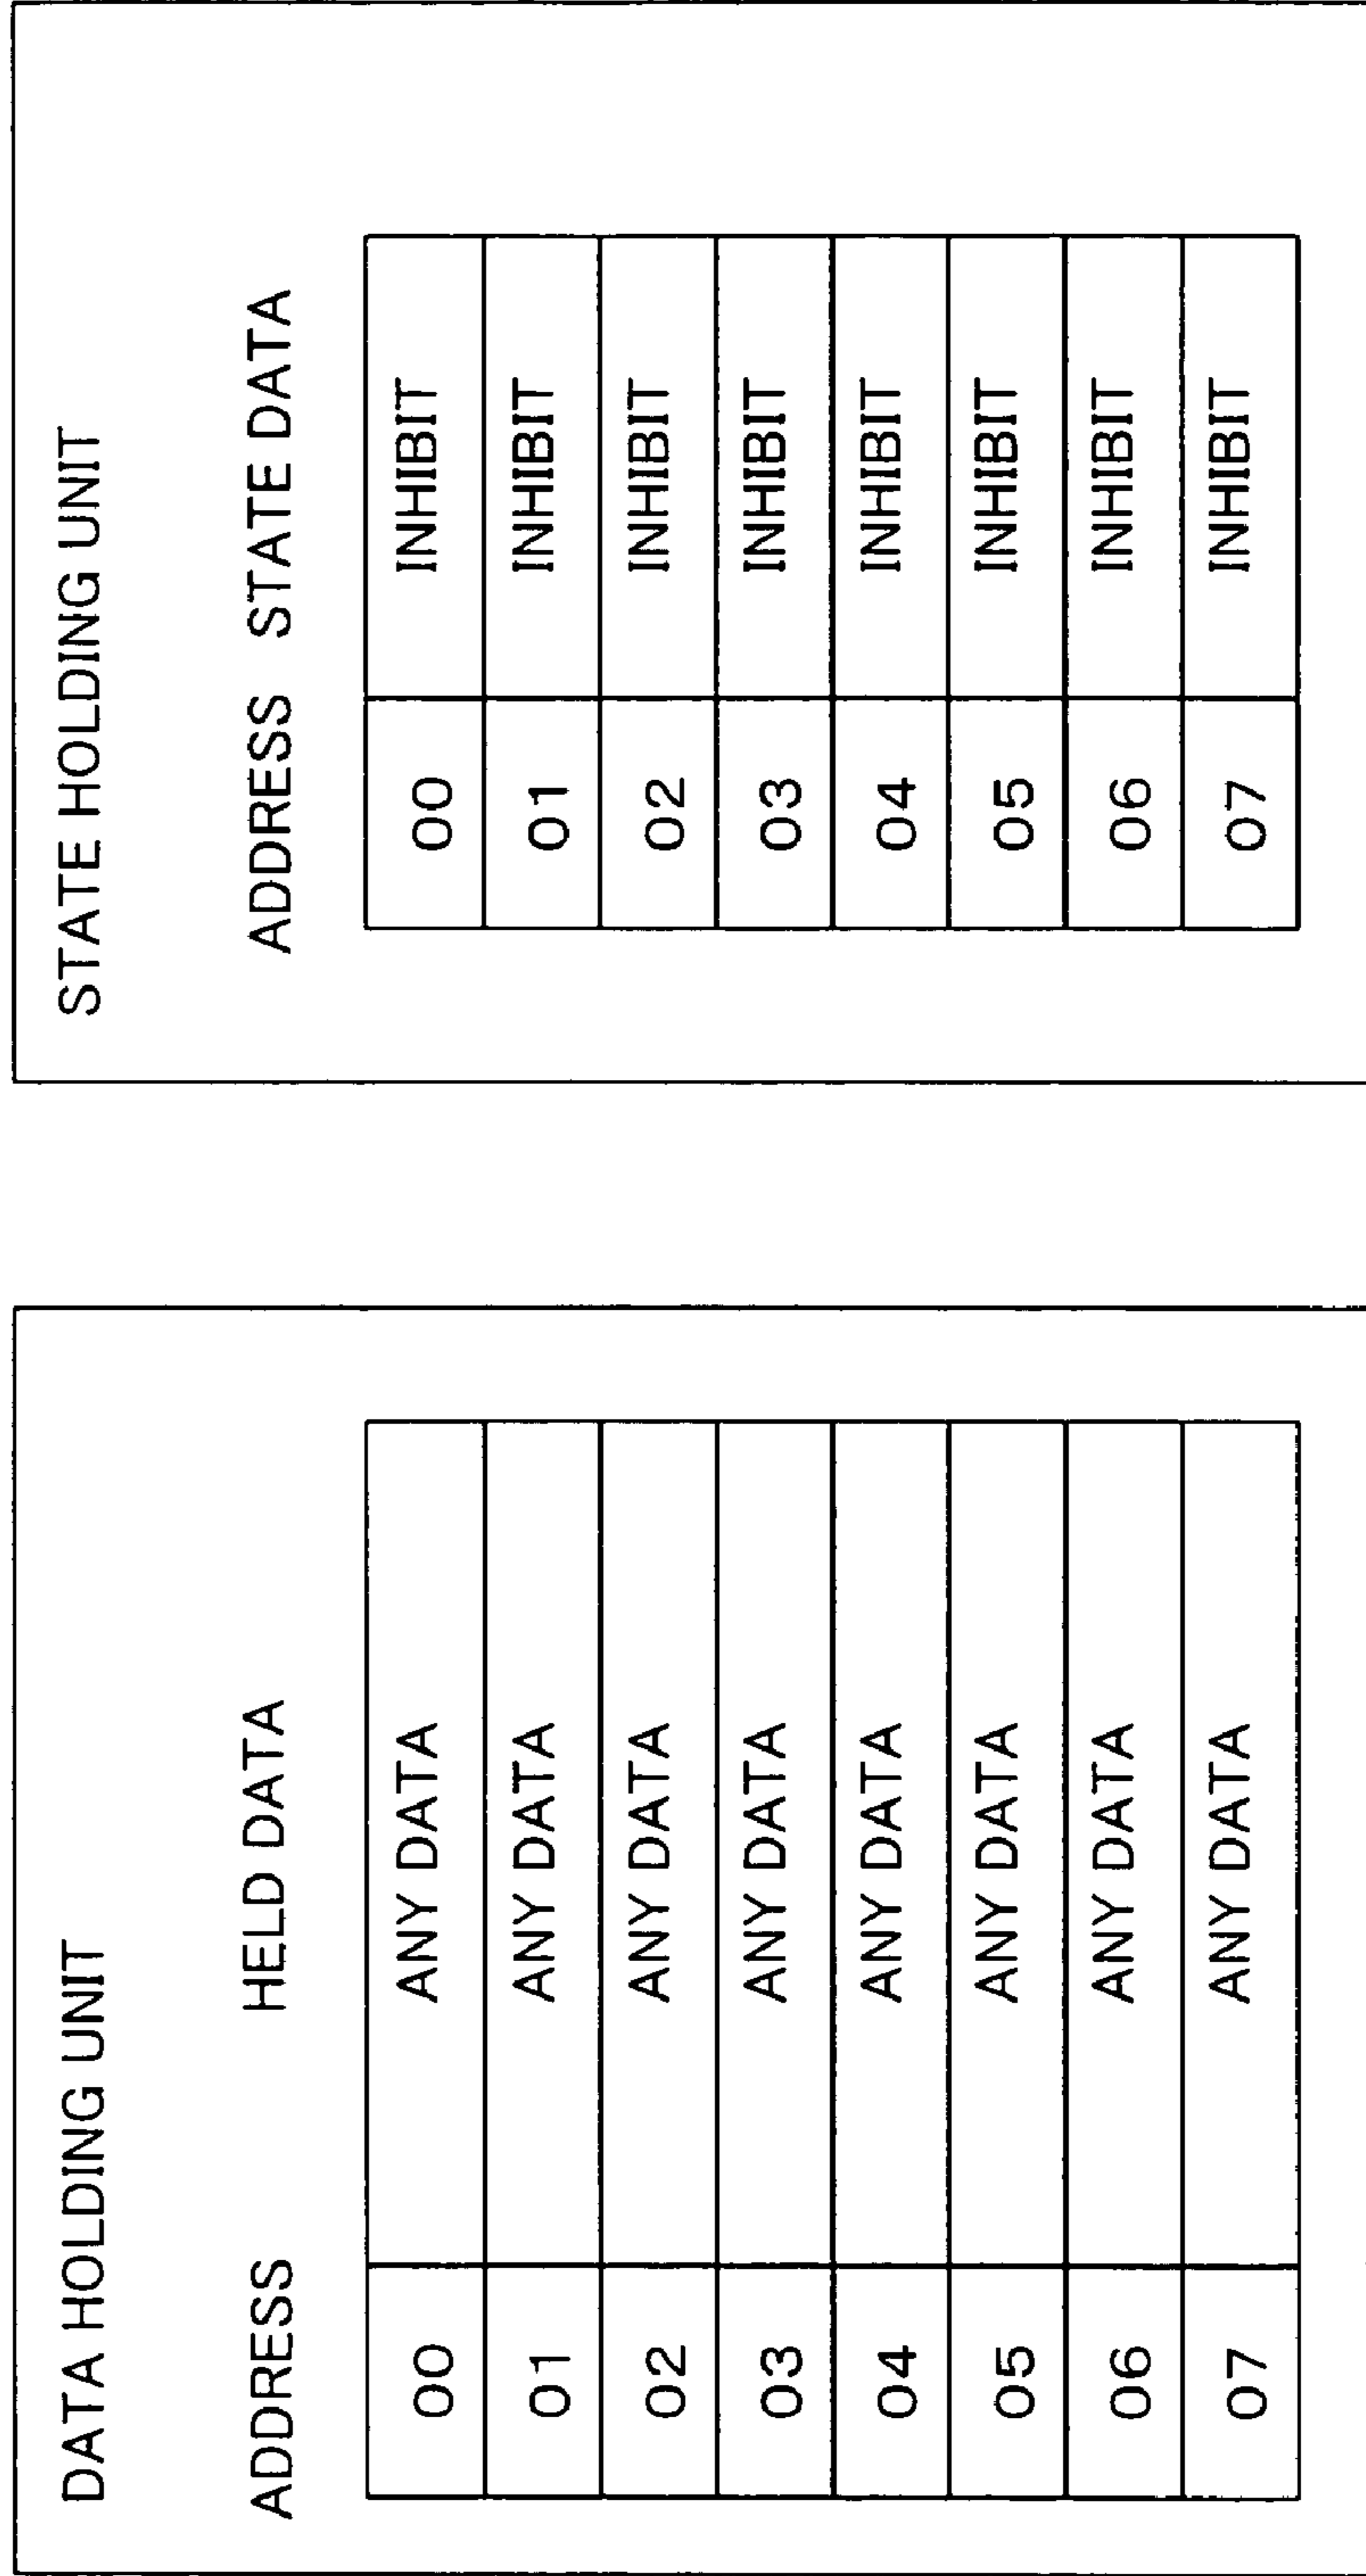 DATA HOLDING UNIT
ADDRESS HELD DATA
00 ANY DATA
01 ANY DATA
02 ANY DATA
03 ANY DATA
04 ANY DATA
05 ANY DATA
06 ANY DATA
07 ANY DATA
STATE HOLDING UNIT
ADDRESS STATE DATA
00 INHIBIT
01 INHIBIT
02 INHIBIT
03 INHIBIT
04 INHIBIT
05 INHIBIT
06 INHIBIT
07 INHIBIT